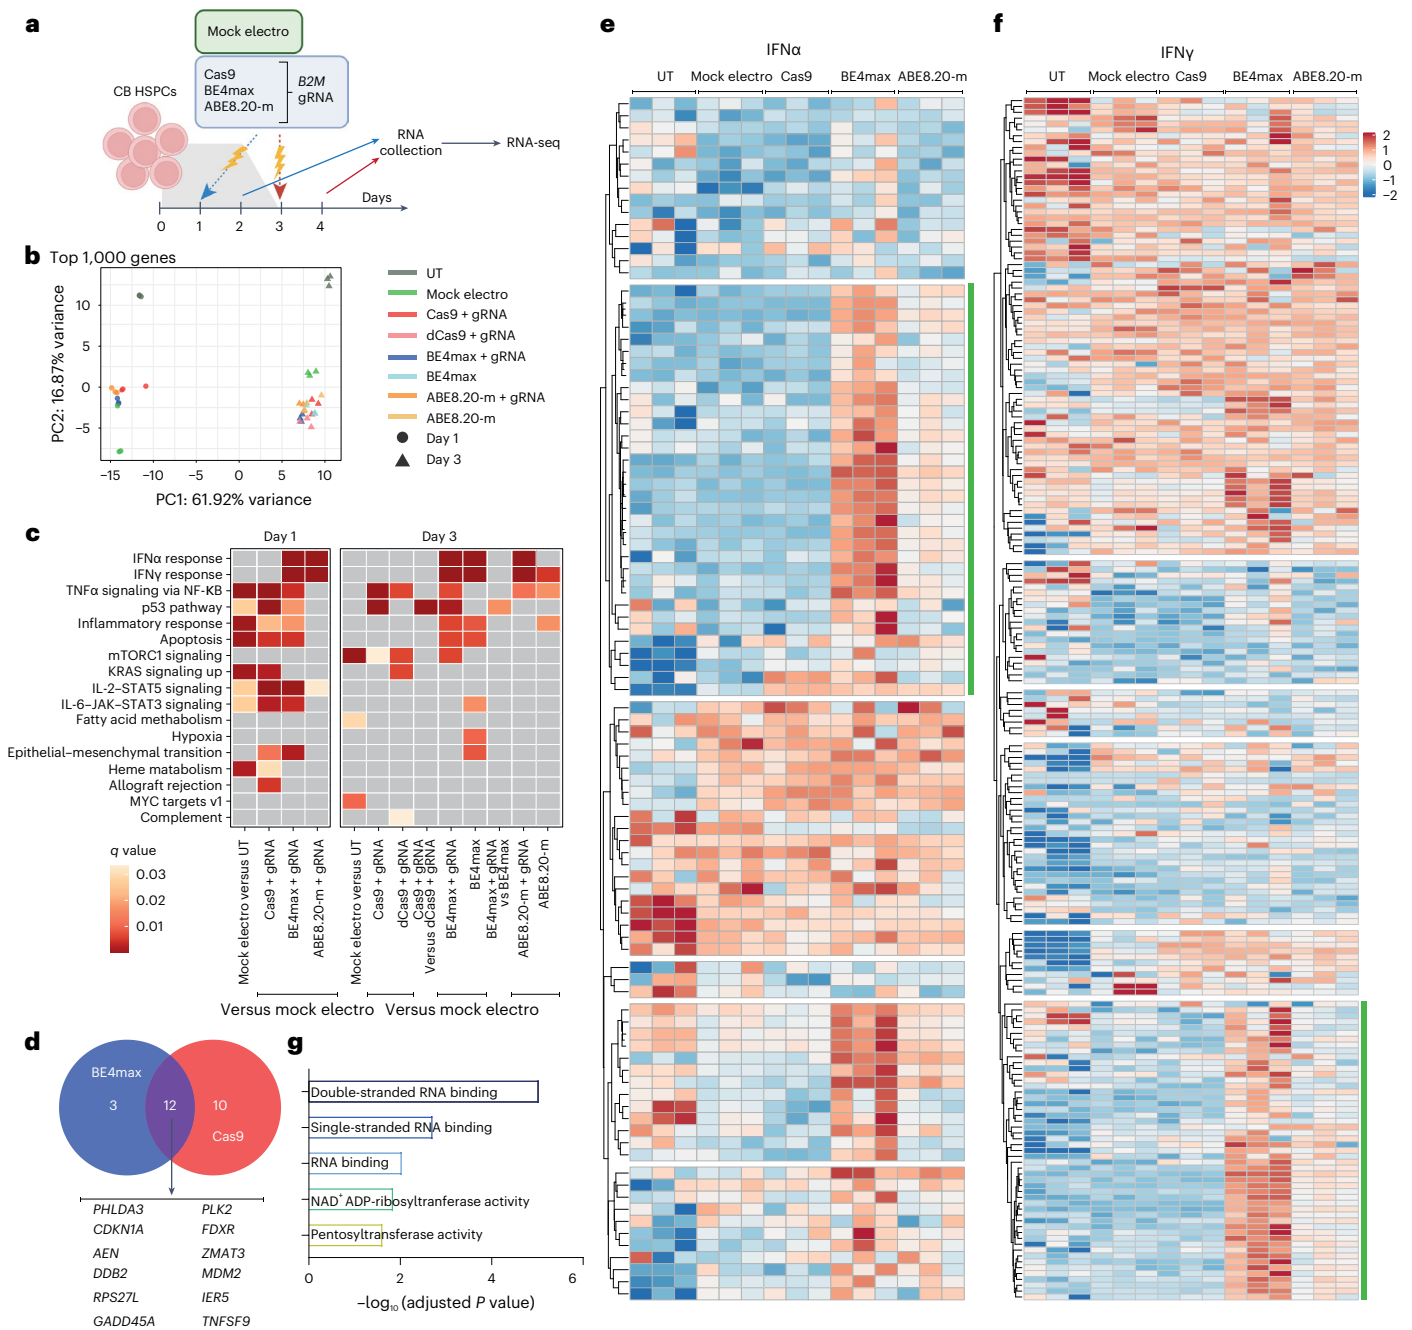 a
Mock electro
Cas9
BE4max
ABE8.20-m
B2M
gRNA
CB HSPCs
RNA
collection
RNA-seq
Days
0 1 2 3 4
b Top 1,000 genes
PC2: 16.87% variance
10
5
0
−5
−15 −10 −5 0 5 10
PC1: 61.92% variance
UT
Mock electro
Cas9 + gRNA
dCas9 + gRNA
BE4max + gRNA
BE4max
ABE8.20-m + gRNA
ABE8.20-m
Day 1
Day 3
c
Day 1
Day 3
IFNα response
IFNγ response
TNFα signaling via NF-KB
p53 pathway
Inflammatory response
Apoptosis
mTORC1 signaling
KRAS signaling up
IL-2–STAT5 signaling
IL-6–JAK–STAT3 signaling
Fatty acid methabolism
Hypoxia
Epithelial–mesenchymal transition
Heme matabolism
Allograft rejection
MYC targets v1
Complement
q value
0.03
0.02
0.01
Mock electro versus UT
Cas9 + gRNA
BE4max + gRNA
ABE8.20-m + gRNA
Mock electro versus UT
Cas9 + gRNA
dCas9 + gRNA
Cas9 + gRNA
Versus dCas9 + gRNA
BE4max + gRNA
BE4max
BE4max + gRNA
vs BE4max
ABE8.20-m + gRNA
ABE8.20-m
Versus mock electro
Versus mock electro
d
BE4max
3
12
10
Cas9
PHLDA3 PLK2
CDKN1A FDXR
AEN ZMAT3
DDB2 MDM2
RPS27L IER5
GADD45A TNFSF9
g
Double-stranded RNA binding
Single-stranded RNA binding
RNA binding
NAD+ ADP-ribosyltranferase activity
Pentosyltransferase activity
0 2 4 6
−log10 (adjusted P value)
e
IFNα
UT Mock electro Cas9 BE4max ABE8.20-m
f
IFNγ
UT Mock electro Cas9 BE4max ABE8.20-m
2
1
0
−1
−2